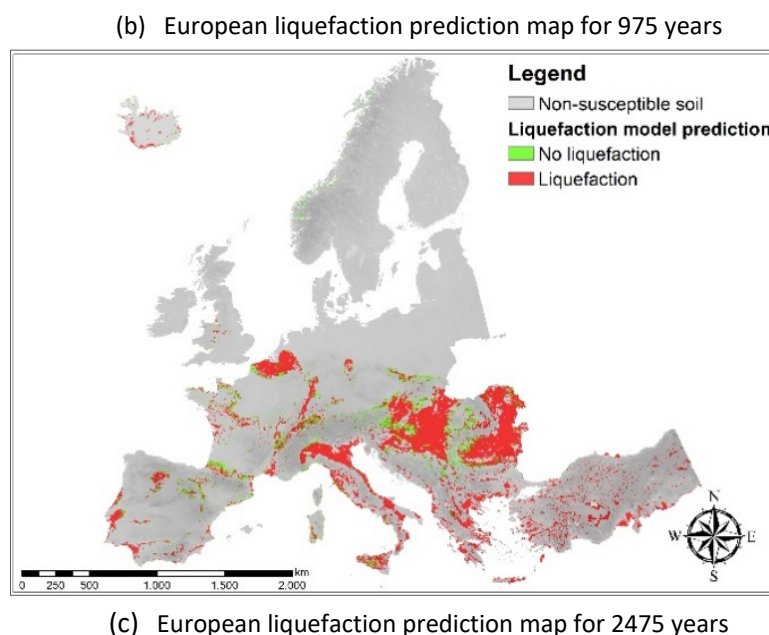 (b) European liquefaction prediction map for 975 years
Legend
Non-susceptible soil
Liquefaction model prediction
No liquefaction
Liquefaction
N
W E
S
km
0 250 500 1.000 1.500 2.000
(c) European liquefaction prediction map for 2475 years